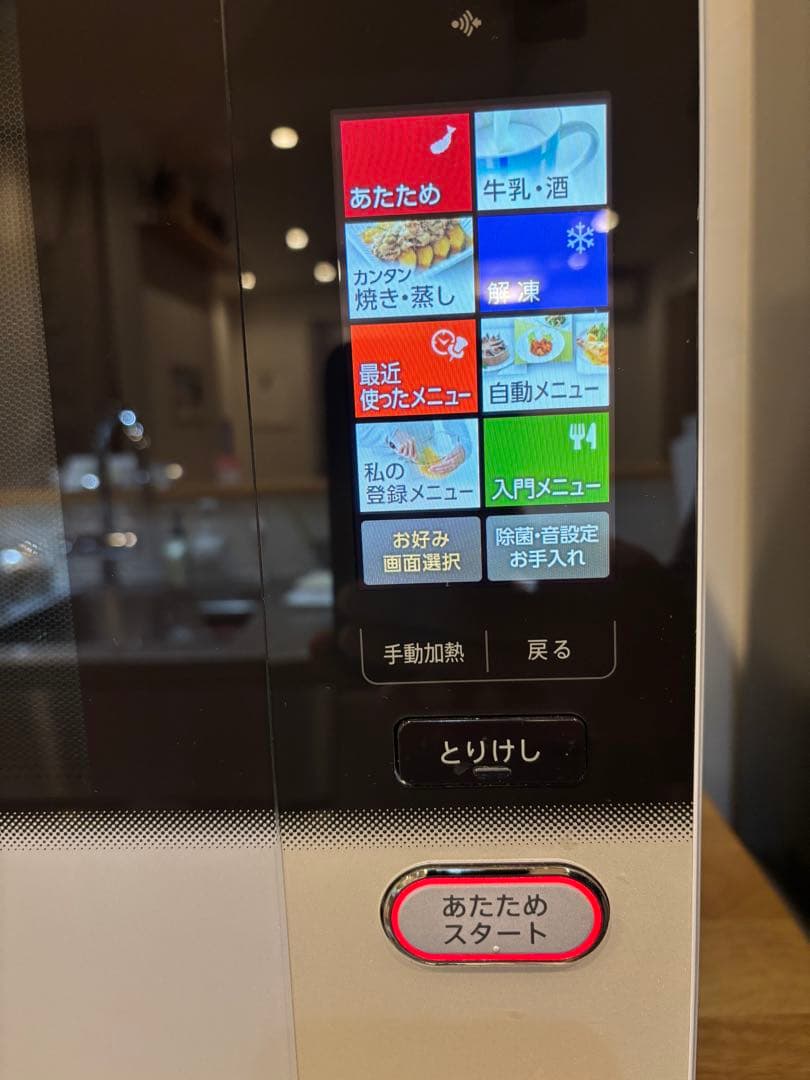 あたため
牛乳・酒
カンタン
焼き・蒸し
解凍
最近
使ったメニュー
自動メニュー
私の
登録メニュー
入門メニュー
お好み
画面選択
除菌・音設定
お手入れ
手動加熱
戻る
とりけし
あたため
スタート